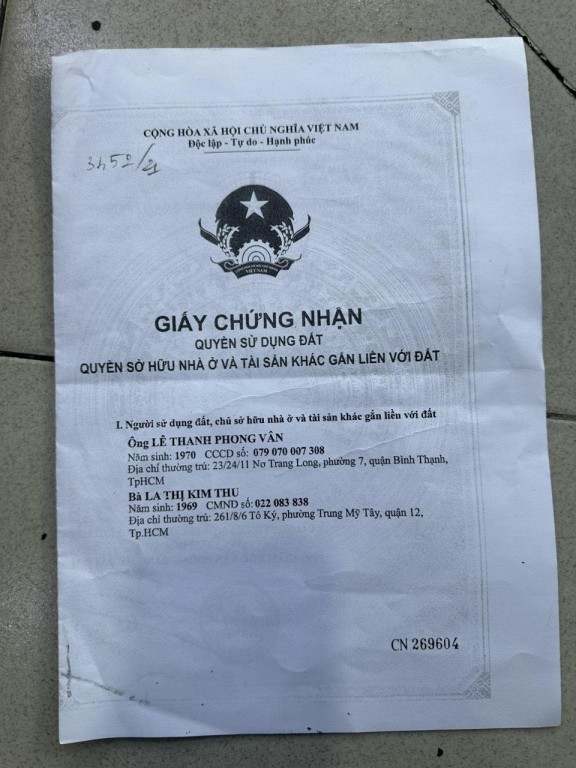 CỘNG HÒA XÃ HỘI CHỦ NGHĨA VIỆT NAM
Độc lập - Tự do - Hạnh phúc
3452/21
VIỆT NAM
GIẤY CHỨNG NHẬN
QUYỀN SỬ DỤNG ĐẤT
QUYỀN SỞ HỮU NHÀ Ở VÀ TÀI SẢN KHÁC GẮN LIỀN VỚI ĐẤT
I. Người sử dụng đất, chủ sở hữu nhà ở và tài sản khác gắn liền với đất
Ông LÊ THANH PHONG VÂN
Năm sinh: 1970 CCCD số: 079 070 007 308
Địa chỉ thường trú: 23/24/11 Nơ Trang Long, phường 7, quận Bình Thạnh,
TpHCM
Bà LA THỊ KIM THU
Năm sinh: 1969 CMND số: 022 083 838
Địa chỉ thường trú: 261/8/6 Tô Ký, phường Trung Mỹ Tây, quận 12,
Tp.HCM
CN 269604